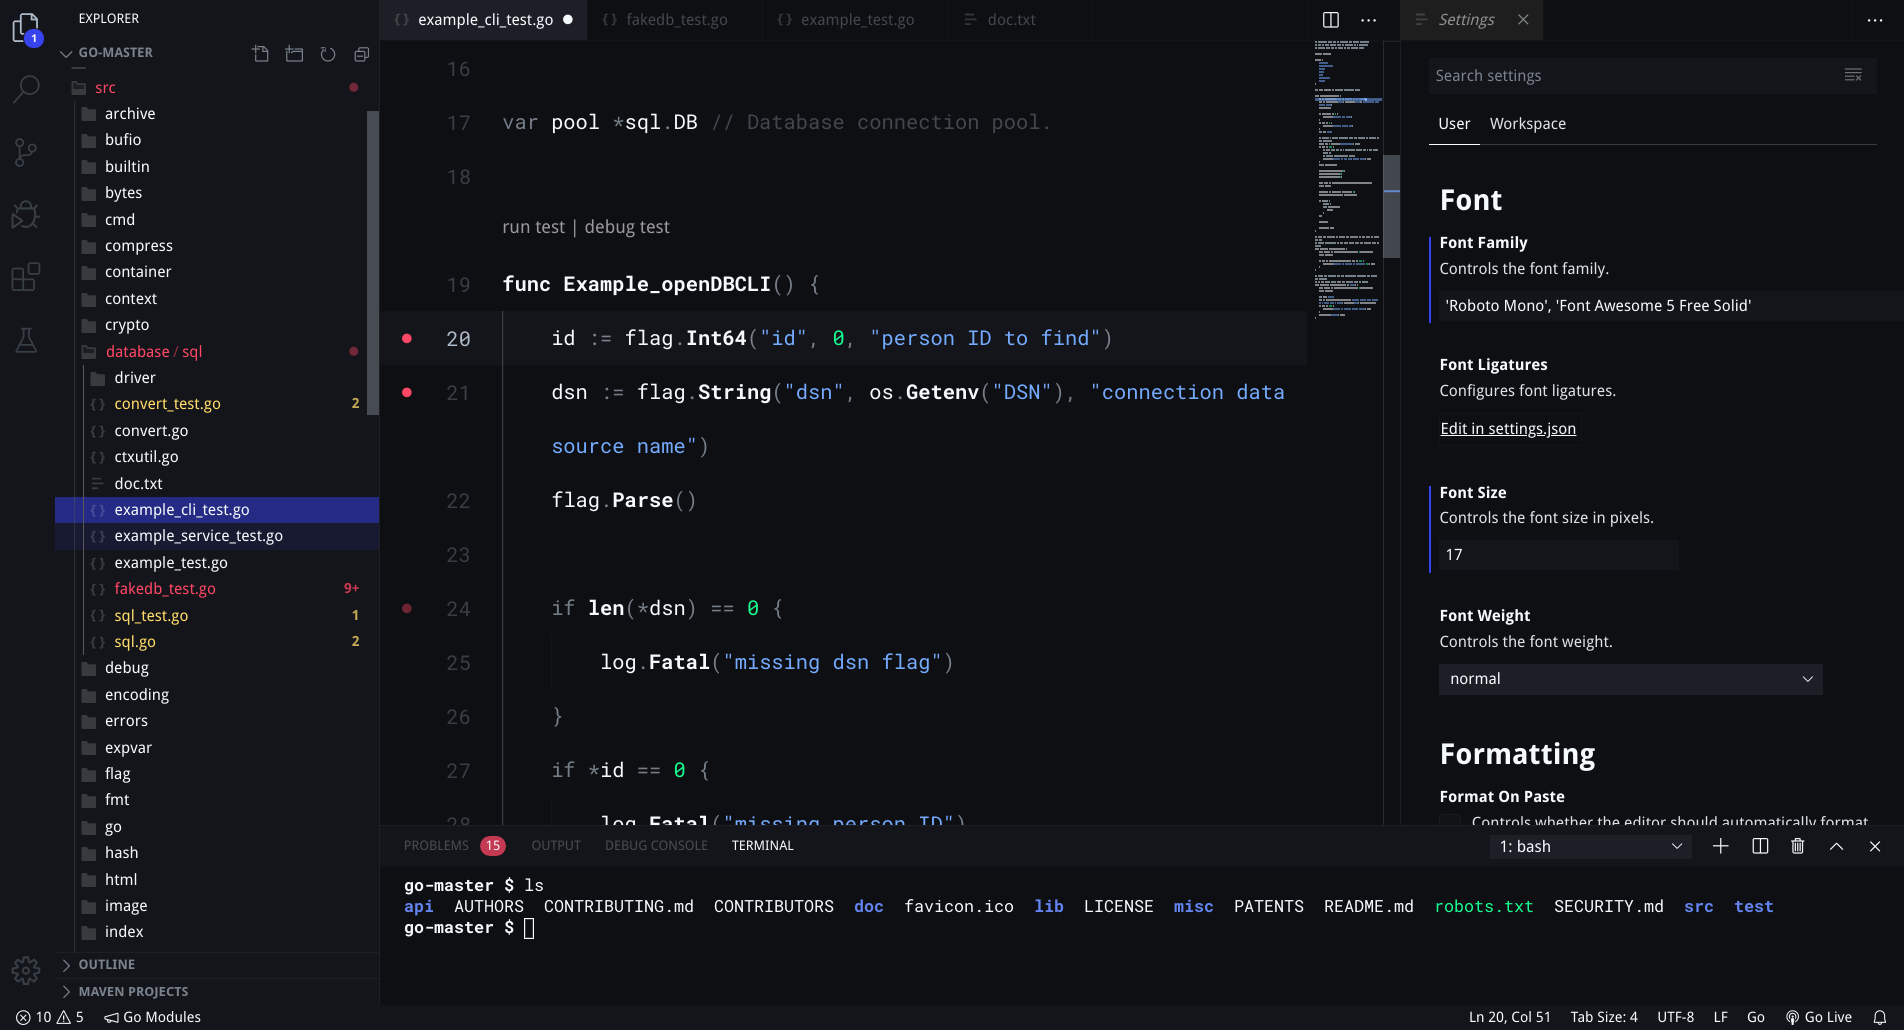 EXPLORER
GO-MASTER
src
archive
bufio
builtin
bytes
cmd
compress
container
context
crypto
database / sql
driver
convert_test.go 2
convert.go
ctxutil.go
doc.txt
example_cli_test.go
example_service_test.go
example_test.go
fakedb_test.go 9+
sql_test.go 1
sql.go 2
debug
encoding
errors
expvar
flag
fmt
go
hash
html
image
index
OUTLINE
MAVEN PROJECTS
1
example_cli_test.go
fakedb_test.go
example_test.go
doc.txt
16
17 var pool *sql.DB // Database connection pool.
18
run test | debug test
19 func Example_openDBCLI() {
20 id := flag.Int64("id", 0, "person ID to find")
21 dsn := flag.String("dsn", os.Getenv("DSN"), "connection data
source name")
22 flag.Parse()
23
24 if len(*dsn) == 0 {
25 log.Fatal("missing dsn flag")
26 }
27 if *id == 0 {
28 log.Fatal("missing person ID")
Settings
Search settings
User Workspace
Font
Font Family
Controls the font family.
'Roboto Mono', 'Font Awesome 5 Free Solid'
Font Ligatures
Configures font ligatures.
Edit in settings.json
Font Size
Controls the font size in pixels.
17
Font Weight
Controls the font weight.
normal
Formatting
Format On Paste
Controls whether the editor should automatically format
PROBLEMS 15 OUTPUT DEBUG CONSOLE TERMINAL
1: bash
go-master $ ls
api AUTHORS CONTRIBUTING.md CONTRIBUTORS doc favicon.ico lib LICENSE misc PATENTS README.md robots.txt SECURITY.md src test
go-master $
10 5 Go Modules
Ln 20, Col 51 Tab Size: 4 UTF-8 LF Go Go Live